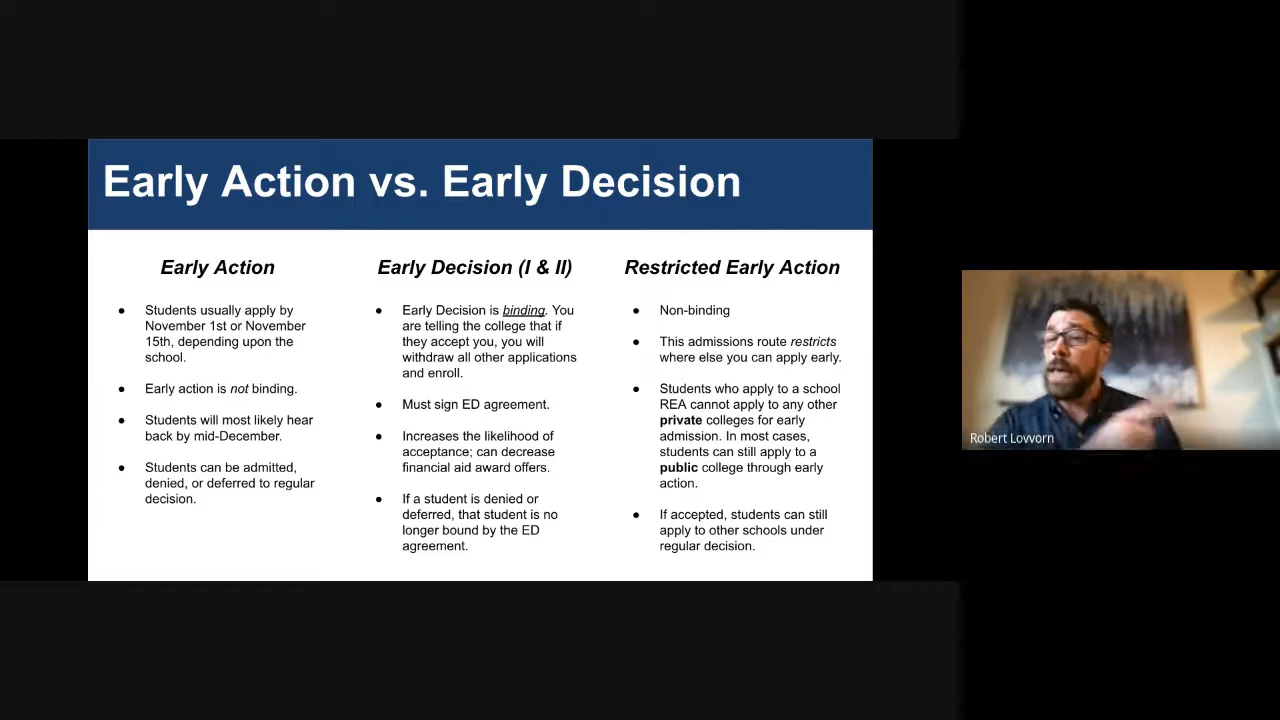 Early Action vs. Early Decision
Early Action
● Students usually apply by
November 1st or November
15th, depending upon the
school.
● Early action is not binding.
● Students will most likely hear
back by mid-December.
● Students can be admitted,
denied, or deferred to regular
decision.
Early Decision (I & II)
● Early Decision is binding. You
are telling the college that if
they accept you, you will
withdraw all other applications
and enroll.
● Must sign ED agreement.
● Increases the likelihood of
acceptance; can decrease
financial aid award offers.
● If a student is denied or
deferred, that student is no
longer bound by the ED
agreement.
Restricted Early Action
● Non-binding
● This admissions route restricts
where else you can apply early.
● Students who apply to a school
REA cannot apply to any other
private colleges for early
admission. In most cases,
students can still apply to a
public college through early
action.
● If accepted, students can still
apply to other schools under
regular decision.
Robert Lovvorn